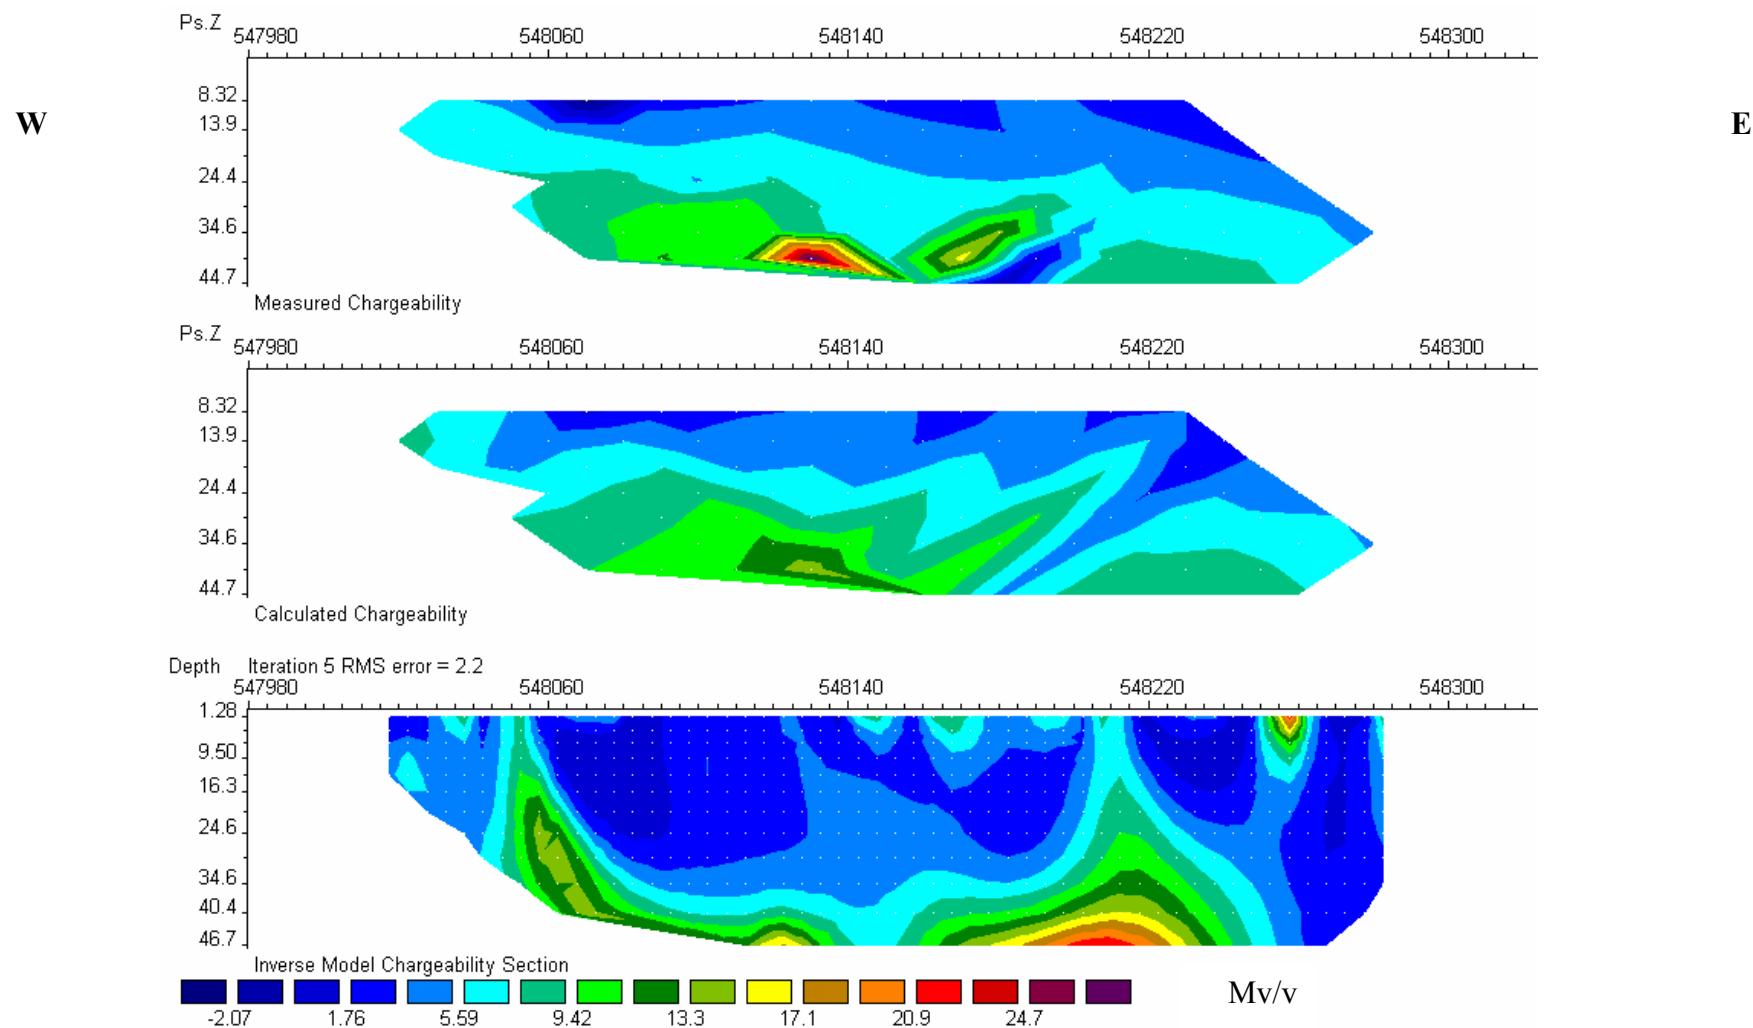 Ps.Z
547980 548060 548140 548220 548300
8.32
W E
13.9
24.4
34.6
44.7
Measured Chargeability
Ps.Z
547980 548060 548140 548220 548300
8.32
13.9
24.4
34.6
44.7
Calculated Chargeability
Depth Iteration 5 RMS error = 2.2
547980 548060 548140 548220 548300
1.28
9.50
16.3
24.6
34.6
40.4
46.7
Inverse Model Chargeability Section
Mv/v
-2.07 1.76 5.59 9.42 13.3 17.1 20.9 24.7